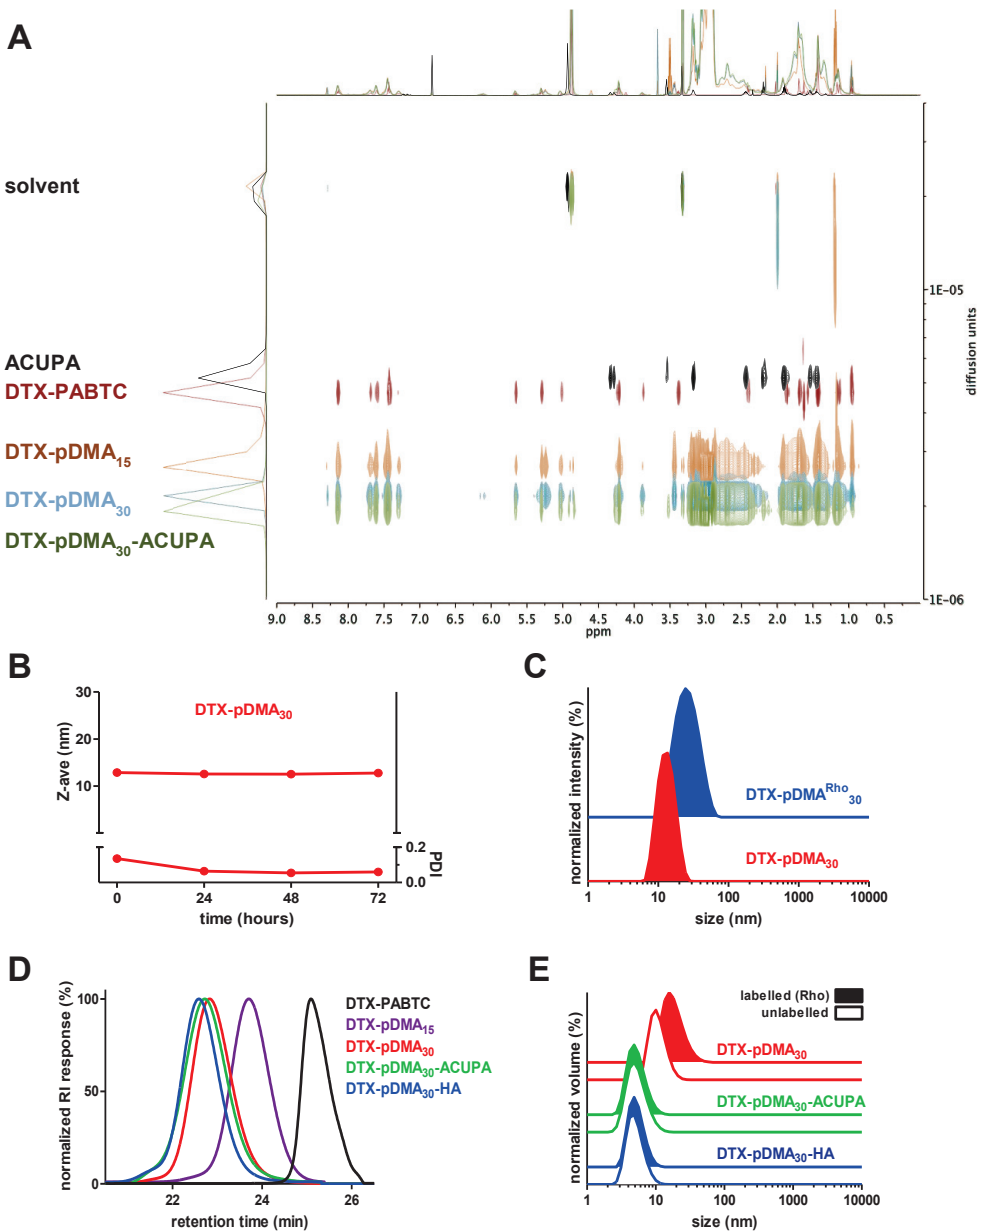 A
solvent
ACUPA
DTX-PABTC
DTX-pDMA15
DTX-pDMA30
DTX-pDMA30-ACUPA
1E-05
diffusion units
1E-06
9.0 8.5 8.0 7.5 7.0 6.5 6.0 5.5 5.0 4.5 4.0 3.5 3.0 2.5 2.0 1.5 1.0 0.5
ppm
B
Z-ave (nm)
30
20
10
DTX-pDMA30
0.2
0.0
PDI
0 24 48 72
time (hours)
C
normalized intensity (%)
DTX-pDMARho30
DTX-pDMA30
1 10 100 1000 10000
size (nm)
D
normalized RI response (%)
100
50
0
DTX-PABTC
DTX-pDMA15
DTX-pDMA30
DTX-pDMA30-ACUPA
DTX-pDMA30-HA
22 24 26
retention time (min)
E
normalized volume (%)
labelled (Rho)
unlabelled
DTX-pDMA30
DTX-pDMA30-ACUPA
DTX-pDMA30-HA
1 10 100 1000 10000
size (nm)